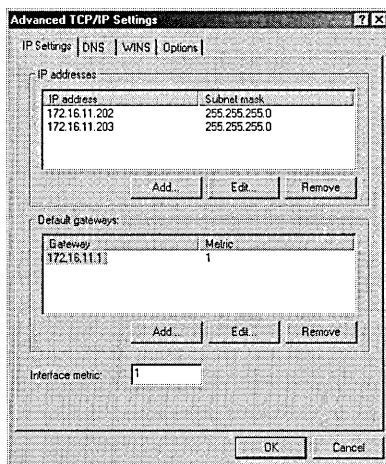 Advanced TCP/IP Settings
IP Settings DNS WINS Options
IP addresses
IP address Subnet mask
172.16.11.202 255.255.255.0
172.16.11.203 255.255.255.0
Add... Edit... Remove
Default gateways:
Gateway Metric
172.16.11.1 1
Add... Edit... Remove
Interface metric: 1
OK Cancel